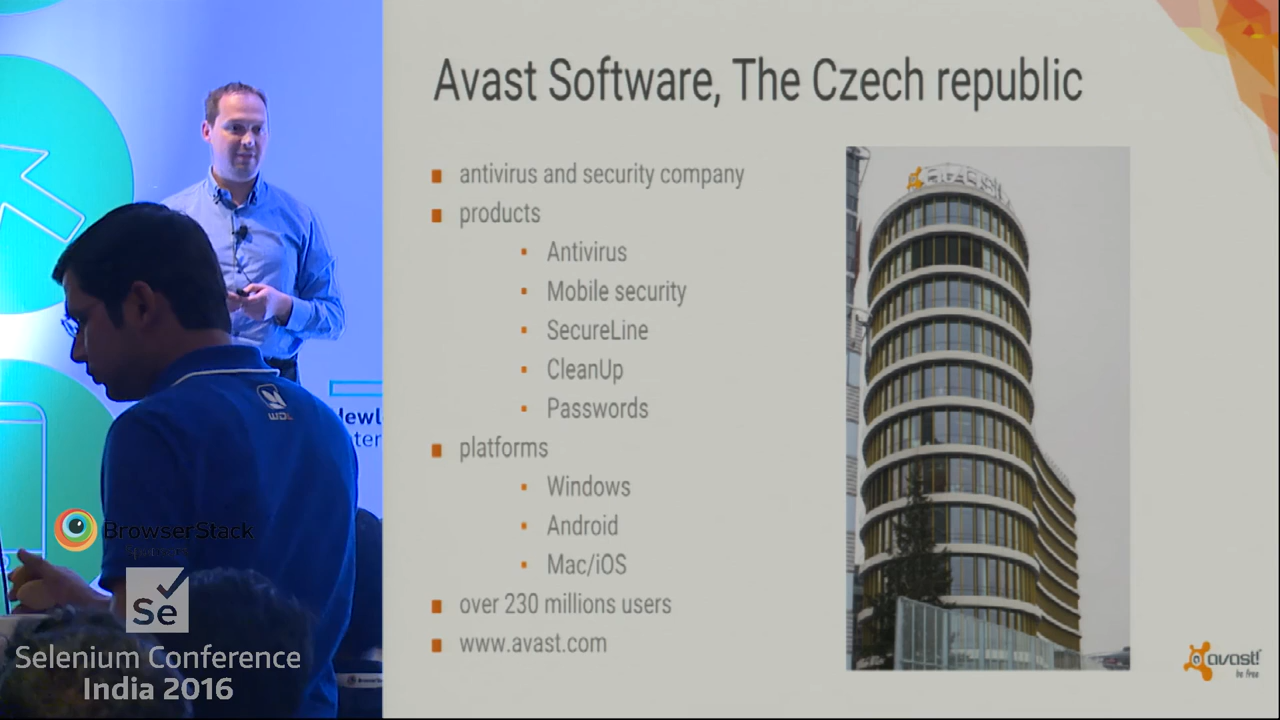 Avast Software, The Czech republic
antivirus and security company
products
Antivirus
Mobile security
SecureLine
CleanUp
Passwords
platforms
Windows
Android
Mac/iOS
over 230 millions users
www.avast.com
avast!
be free
avast
BrowserStack
Se
Selenium Conference
India 2016